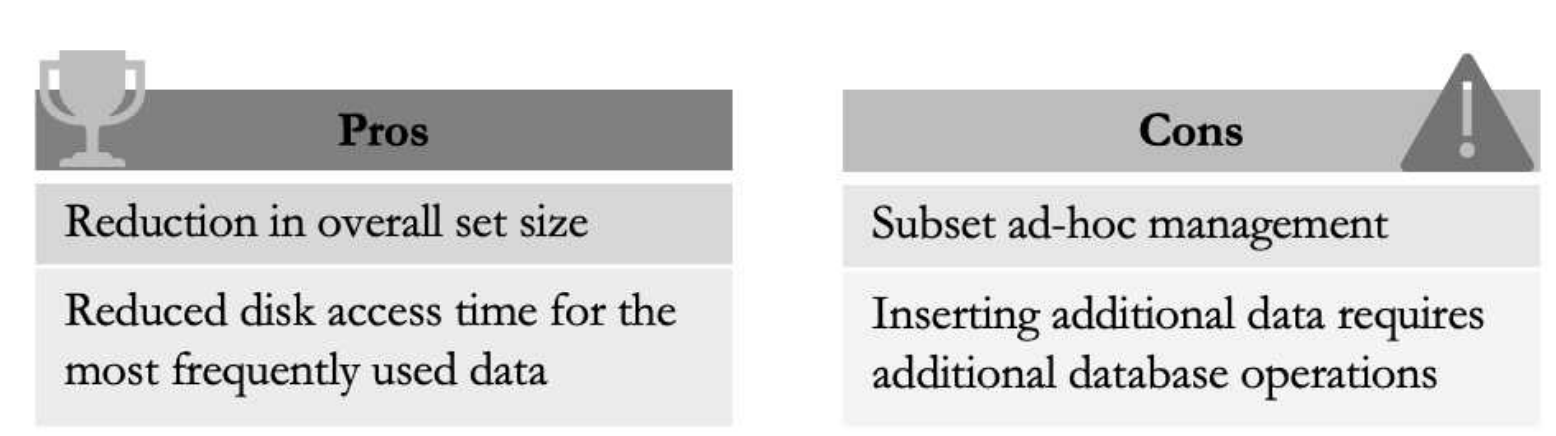 Pros
Reduction in overall set size
Reduced disk access time for the
most frequently used data
Cons
Subset ad-hoc management
Inserting additional data requires
additional database operations